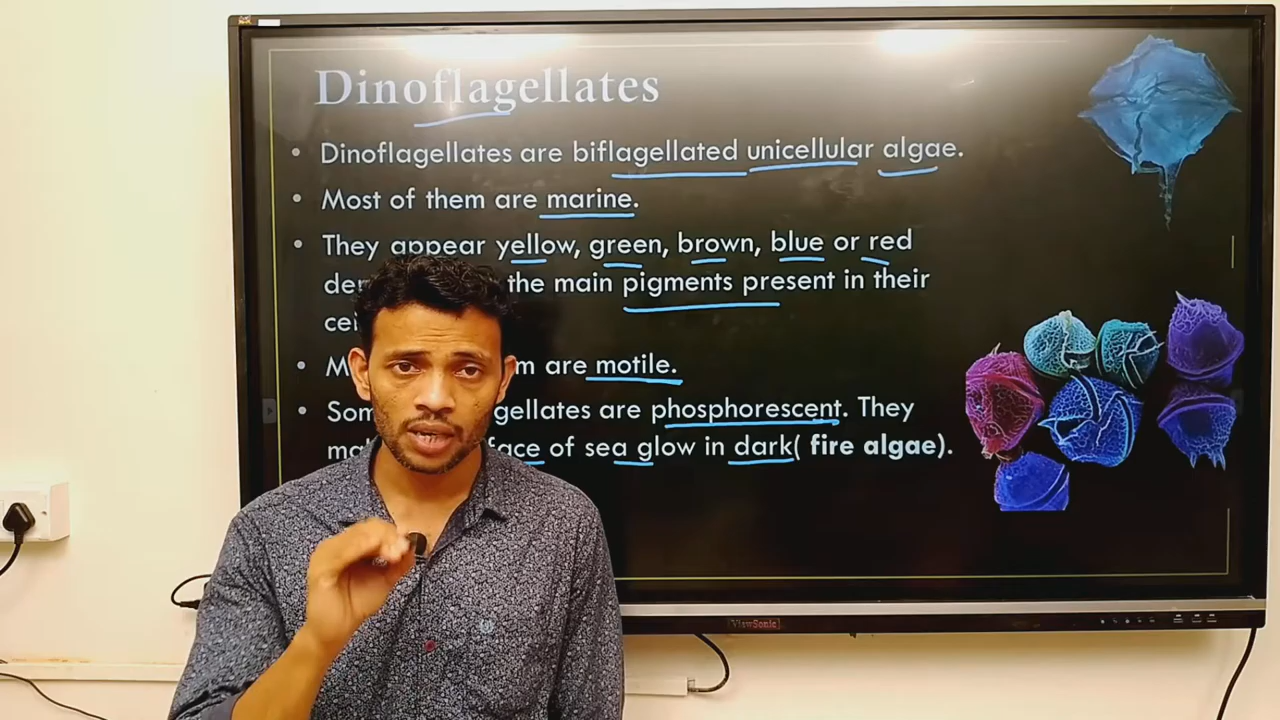 Dinoflagellates
• Dinoflagellates are biflagellated unicellular algae.
• Most of them are marine.
• They appear yellow, green, brown, blue or red
the main pigments present in their
• are motile.
• are phosphorescent. They
of sea glow in dark( fire algae).
ViewSonic